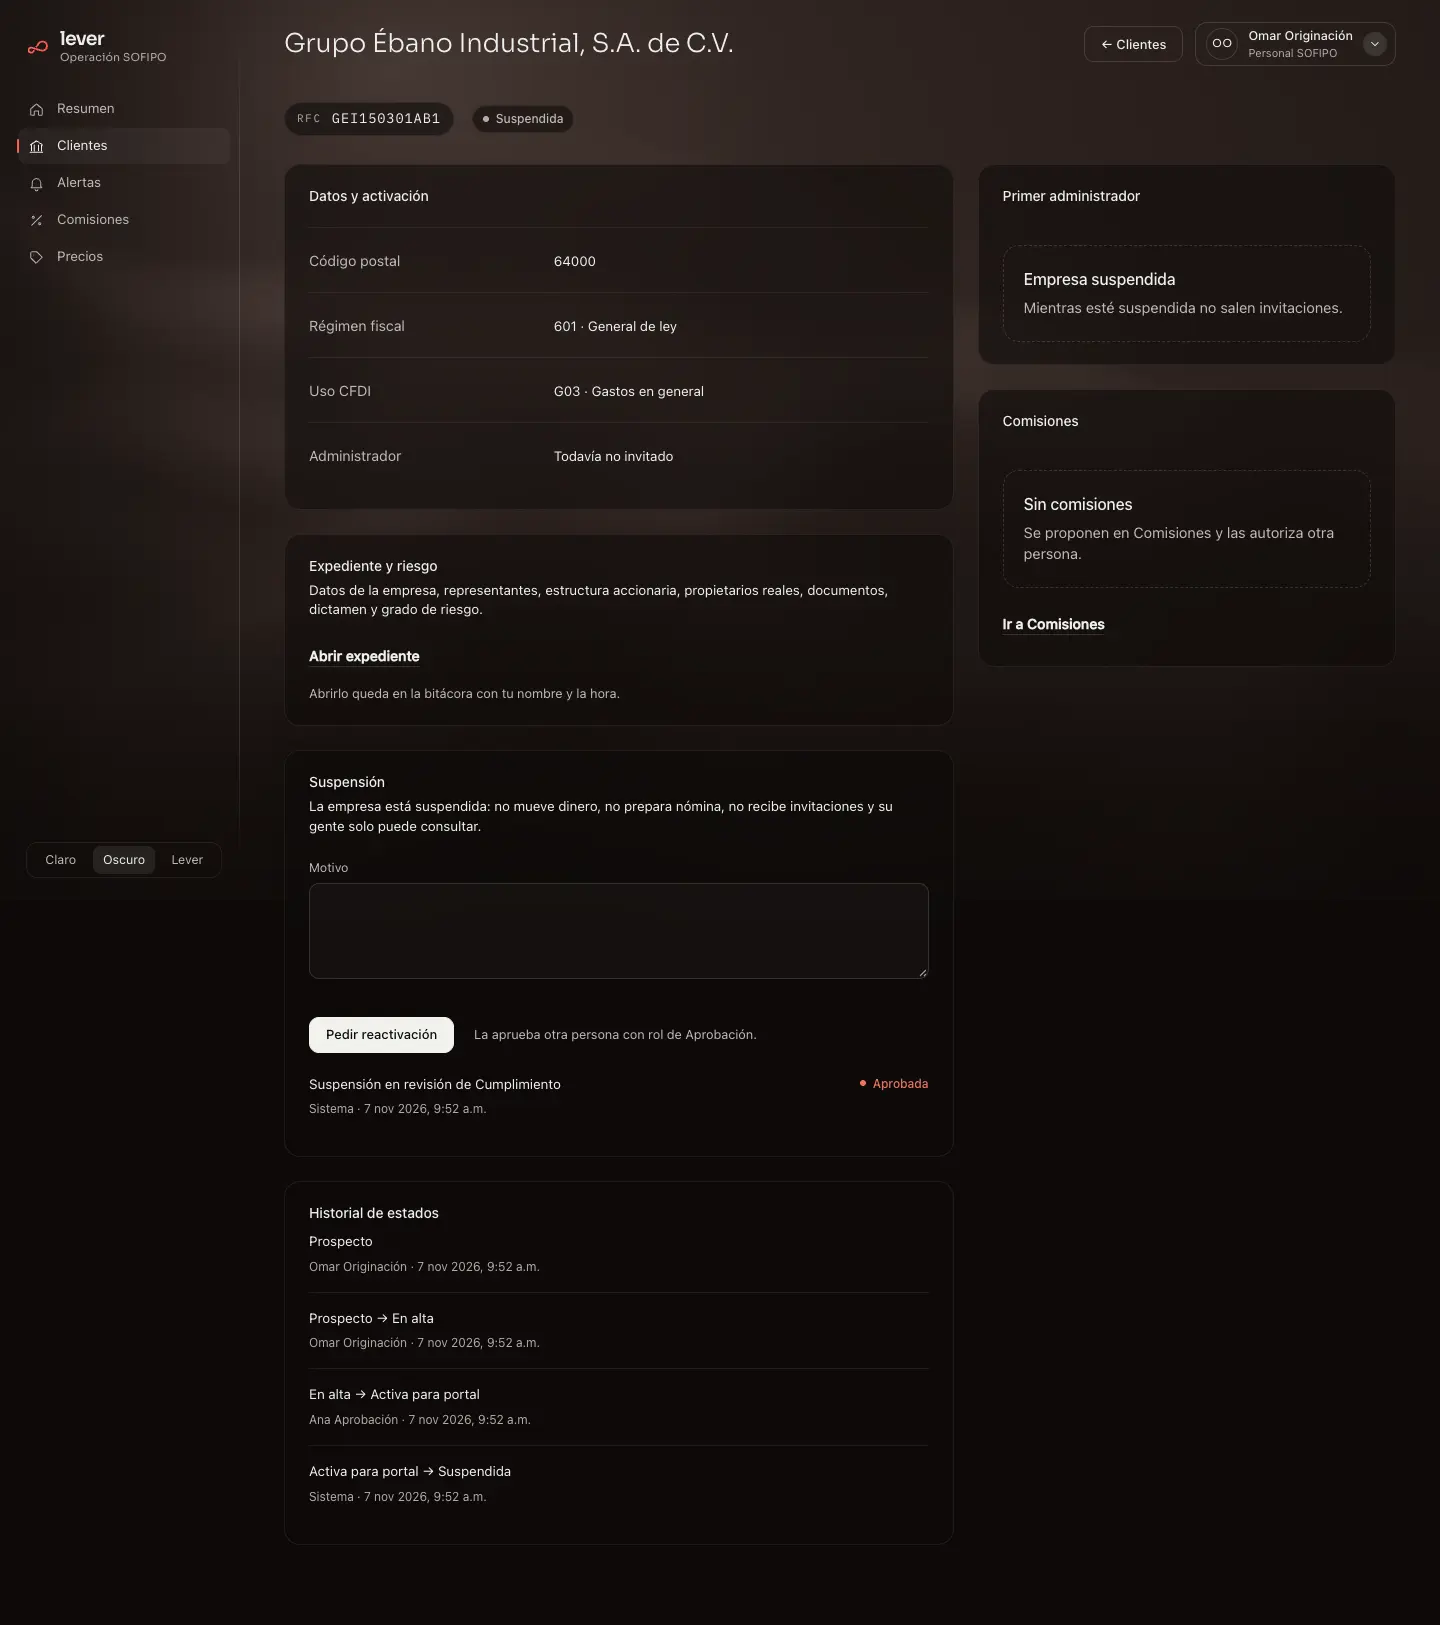 lever
Operación SOFIPO
Resumen
Clientes
Alertas
Comisiones
Precios
Claro
Oscuro
Lever
Grupo Ébano Industrial, S.A. de C.V.
← Clientes
OO
Omar Originación
Personal SOFIPO
RFC GEI150301AB1
Suspendida
Datos y activación
Código postal 64000
Régimen fiscal 601 · General de ley
Uso CFDI G03 · Gastos en general
Administrador Todavía no invitado
Expediente y riesgo
Datos de la empresa, representantes, estructura accionaria, propietarios reales, documentos,
dictamen y grado de riesgo.
Abrir expediente
Abrirlo queda en la bitácora con tu nombre y la hora.
Suspensión
La empresa está suspendida: no mueve dinero, no prepara nómina, no recibe invitaciones y su
gente solo puede consultar.
Motivo
Pedir reactivación
La aprueba otra persona con rol de Aprobación.
Suspensión en revisión de Cumplimiento
Aprobada
Sistema · 7 nov 2026, 9:52 a.m.
Historial de estados
Prospecto
Omar Originación · 7 nov 2026, 9:52 a.m.
Prospecto → En alta
Omar Originación · 7 nov 2026, 9:52 a.m.
En alta → Activa para portal
Ana Aprobación · 7 nov 2026, 9:52 a.m.
Activa para portal → Suspendida
Sistema · 7 nov 2026, 9:52 a.m.
Primer administrador
Empresa suspendida
Mientras esté suspendida no salen invitaciones.
Comisiones
Sin comisiones
Se proponen en Comisiones y las autoriza otra
persona.
Ir a Comisiones